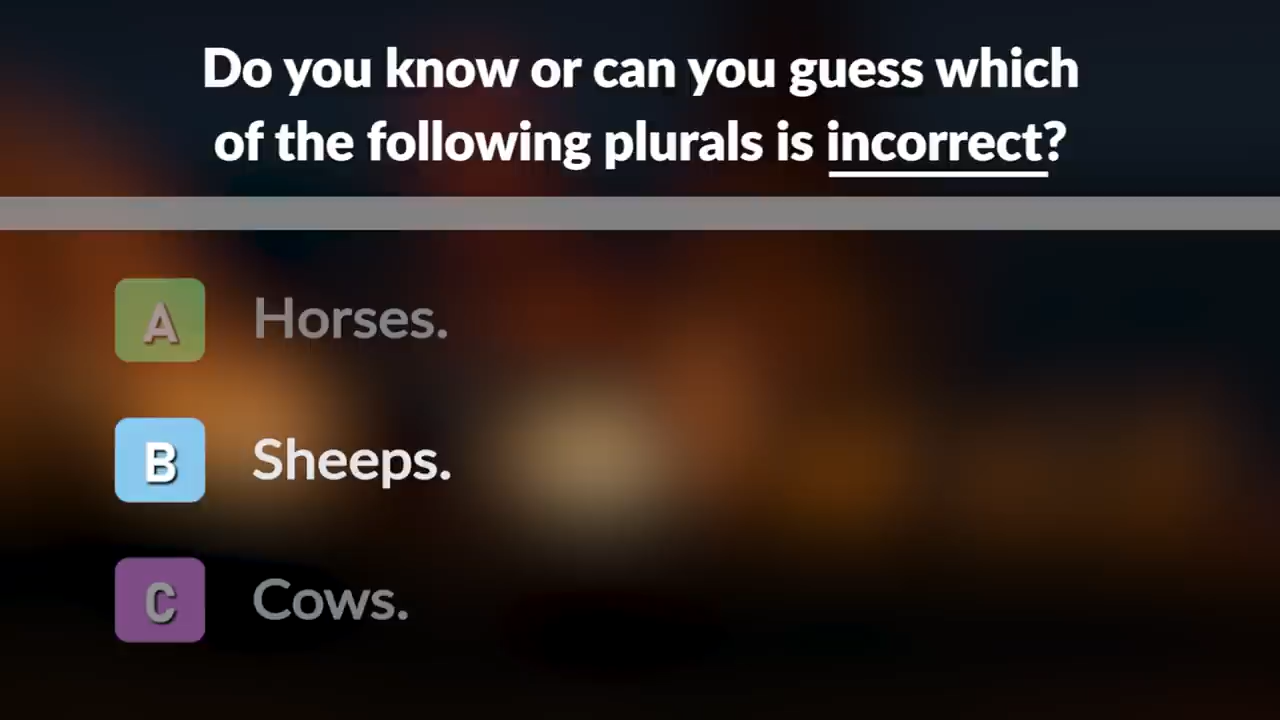 Do you know or can you guess which
of the following plurals is incorrect?
A Horses.
B Sheeps.
C Cows.